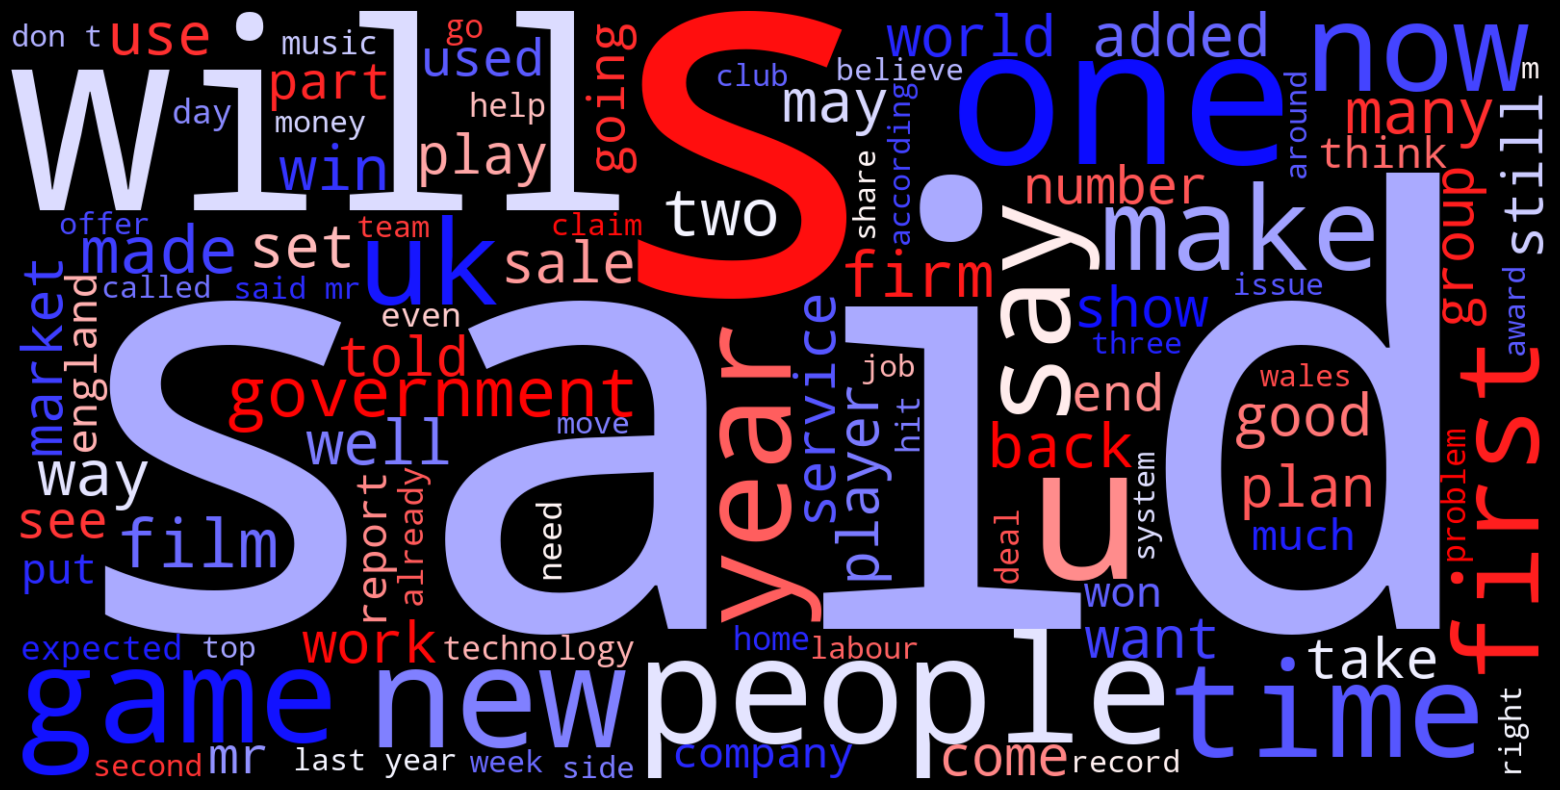 don t
use
will
music
go
used
part
day
help
money
win
play
going
s
club
believe
may
world
added
one
now
m
according
around
many
think
still
share
two
number
group
offer
made
set
team
uk
claim
sale
firm
say
make
issue
show
three
award
first
called
said mr
market
england
even
told
government
said
year
service
player
job
hit
end
wales
good
back
plan
much
problem
well
move
way
see
film
put
report
already
need
deal
u
system
won
want
take
expected
top
work
technology
home
labour
game
new
people
time
right
second
mr
last year
week
side
company
come
record